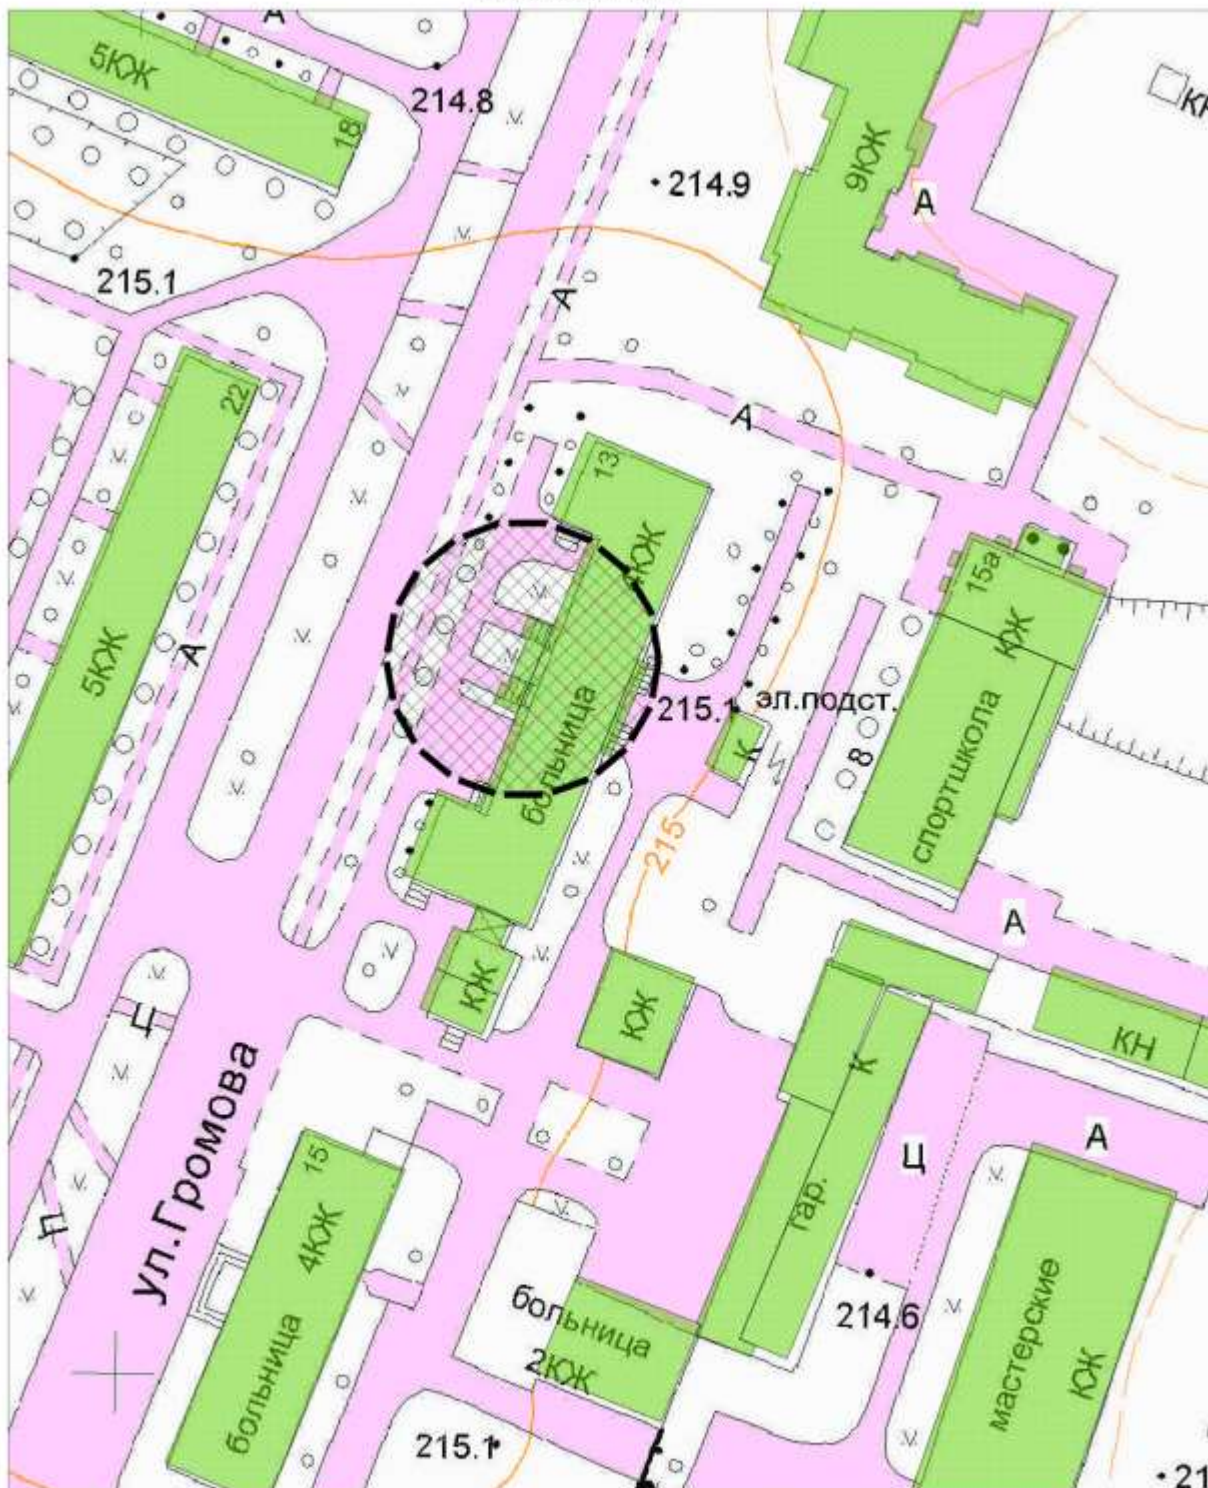 А
5КЖ
18
214.8
214.9
9КЖ
А
215.1
А
22
А
13
КЖ
15а
КЖ
5КЖ
А
больница
215.1
эл.подст.
К
8
спортшкола
215
А
КЖ
КЖ
КН
Ц
ул.Громова
К
А
Ц
15
4КЖ
гар.
Ц
214.6
больница
2КЖ
больница
мастерские
КЖ
215.1